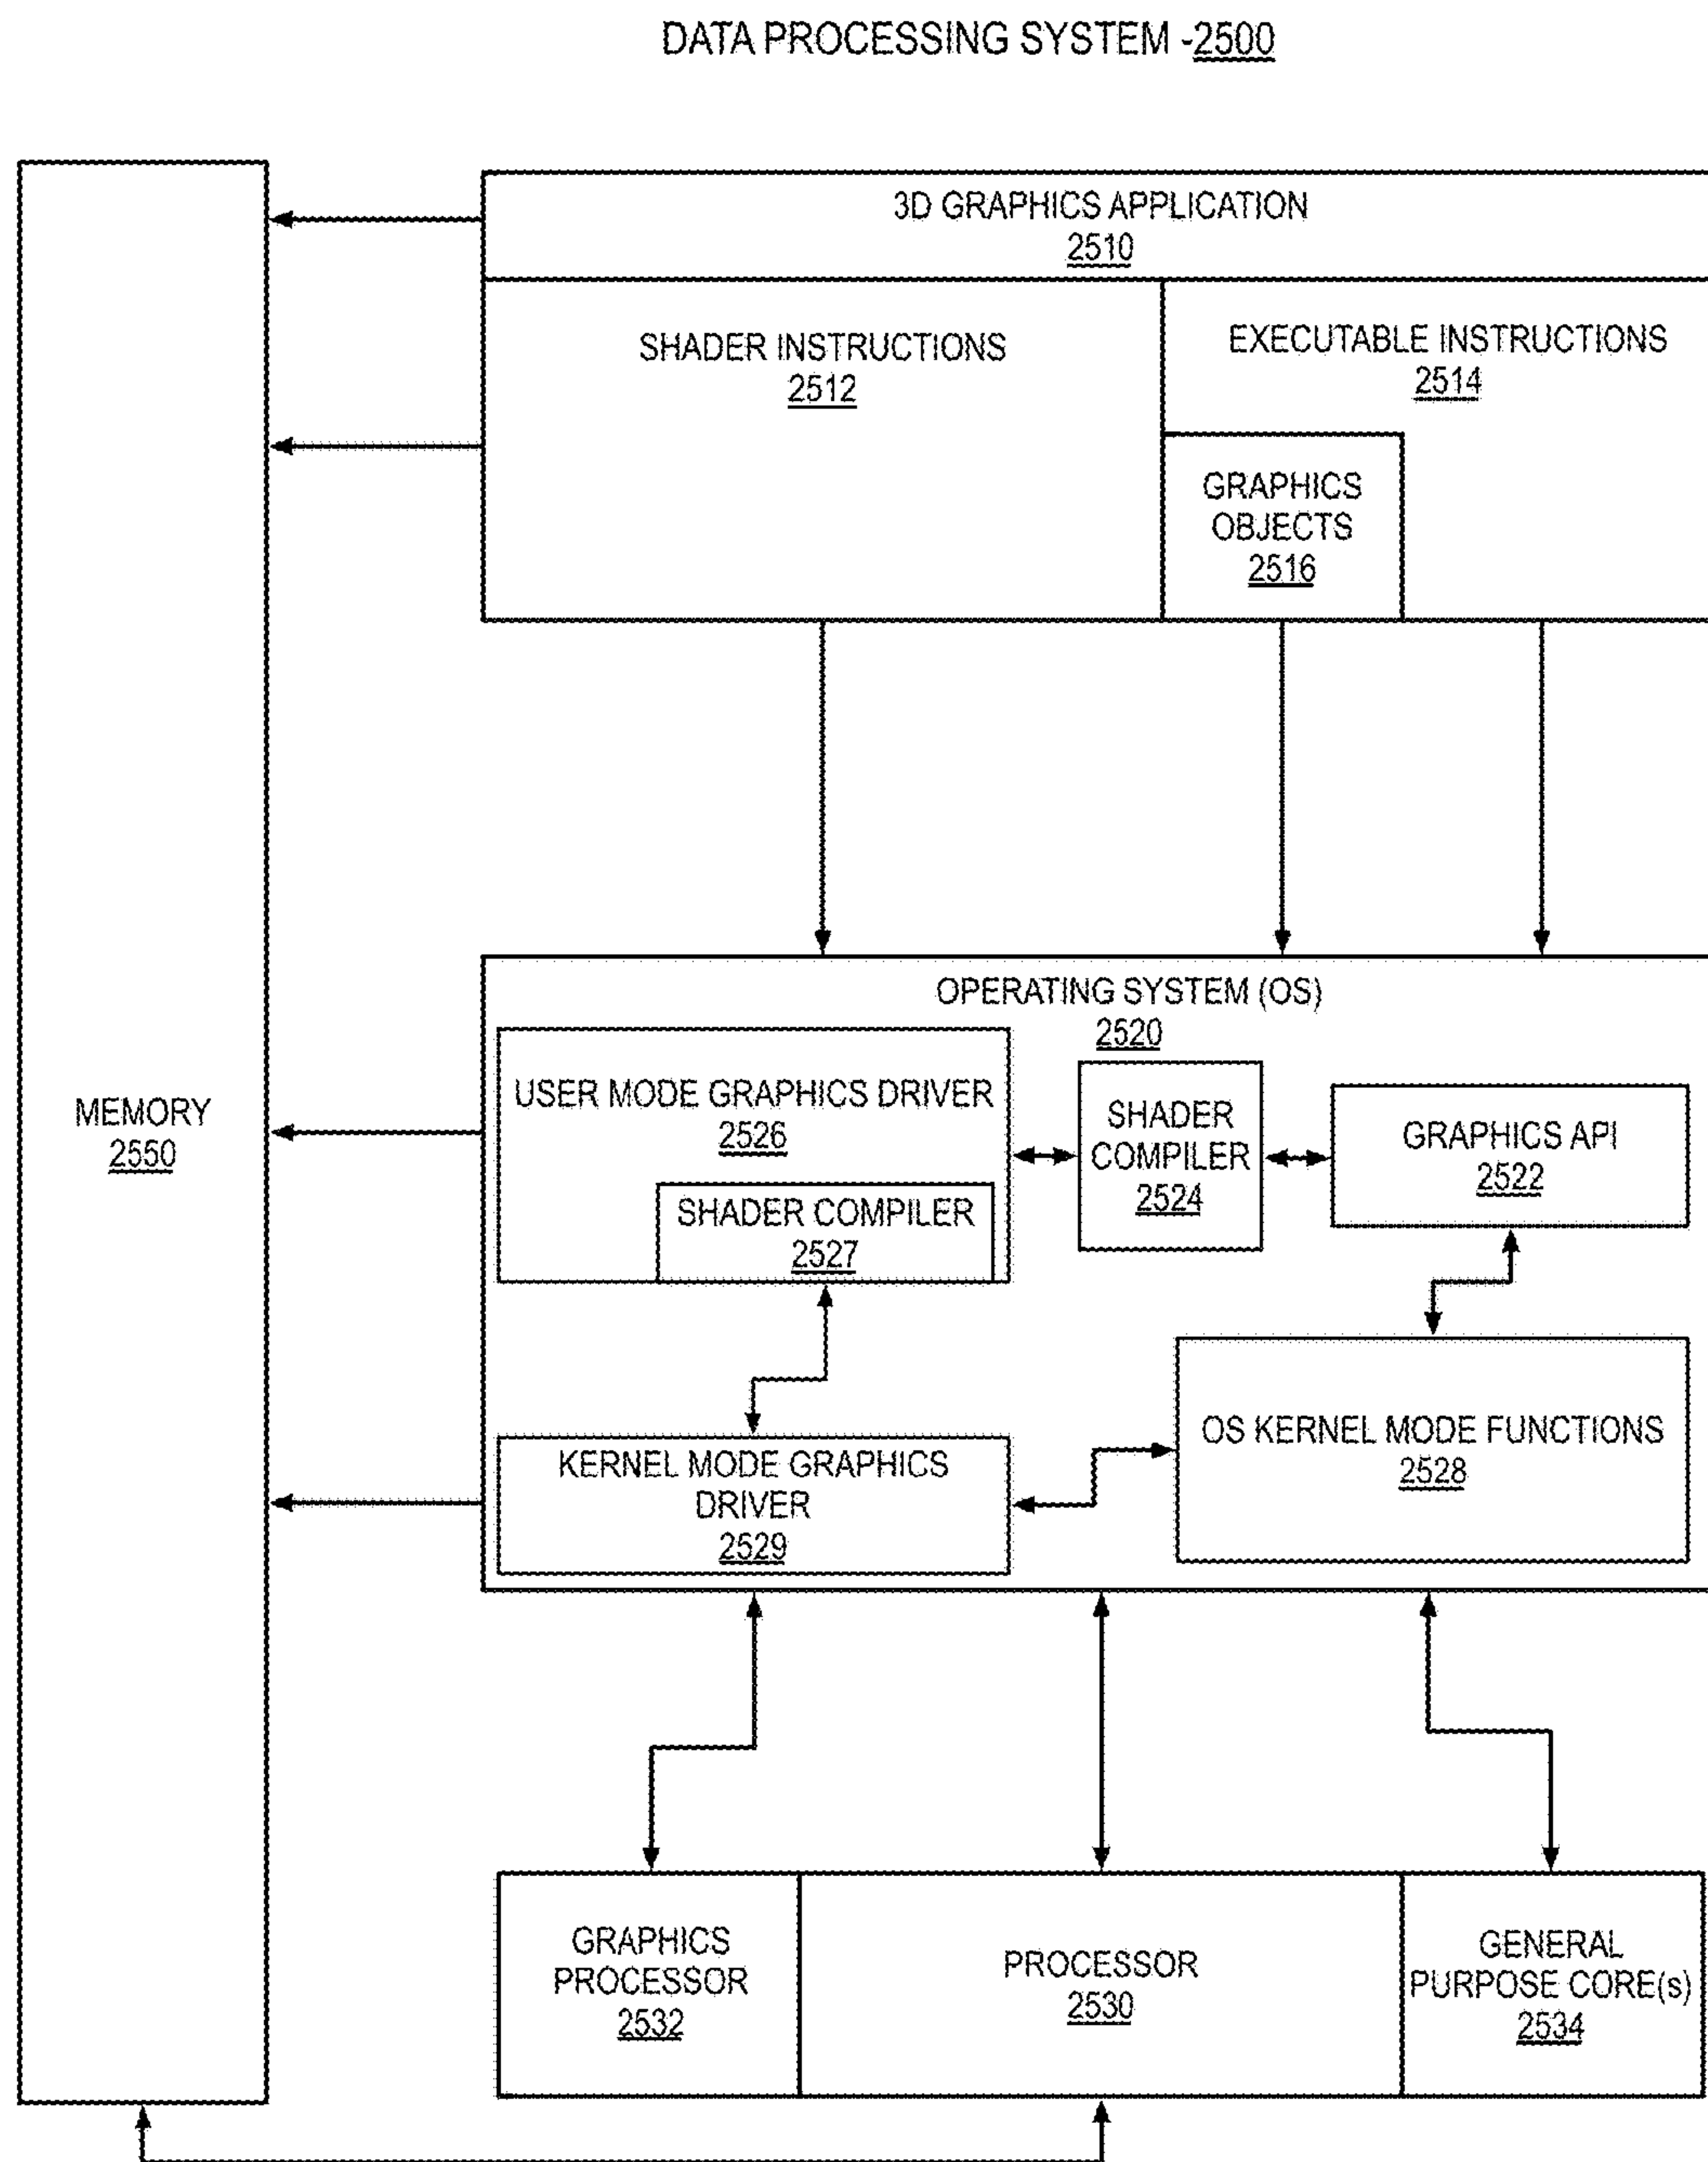 DATA PROCESSING SYSTEM -2500
3D GRAPHICS APPLICATION
2510
SHADER INSTRUCTIONS
2512
EXECUTABLE INSTRUCTIONS
2514
GRAPHICS
OBJECTS
2516
MEMORY
2550
OPERATING SYSTEM (OS)
2520
USER MODE GRAPHICS DRIVER
2526
SHADER COMPILER
2527
SHADER
COMPILER
2524
GRAPHICS API
2522
KERNEL MODE GRAPHICS
DRIVER
2529
OS KERNEL MODE FUNCTIONS
2528
GRAPHICS
PROCESSOR
2532
PROCESSOR
2530
GENERAL
PURPOSE CORE(s)
2534